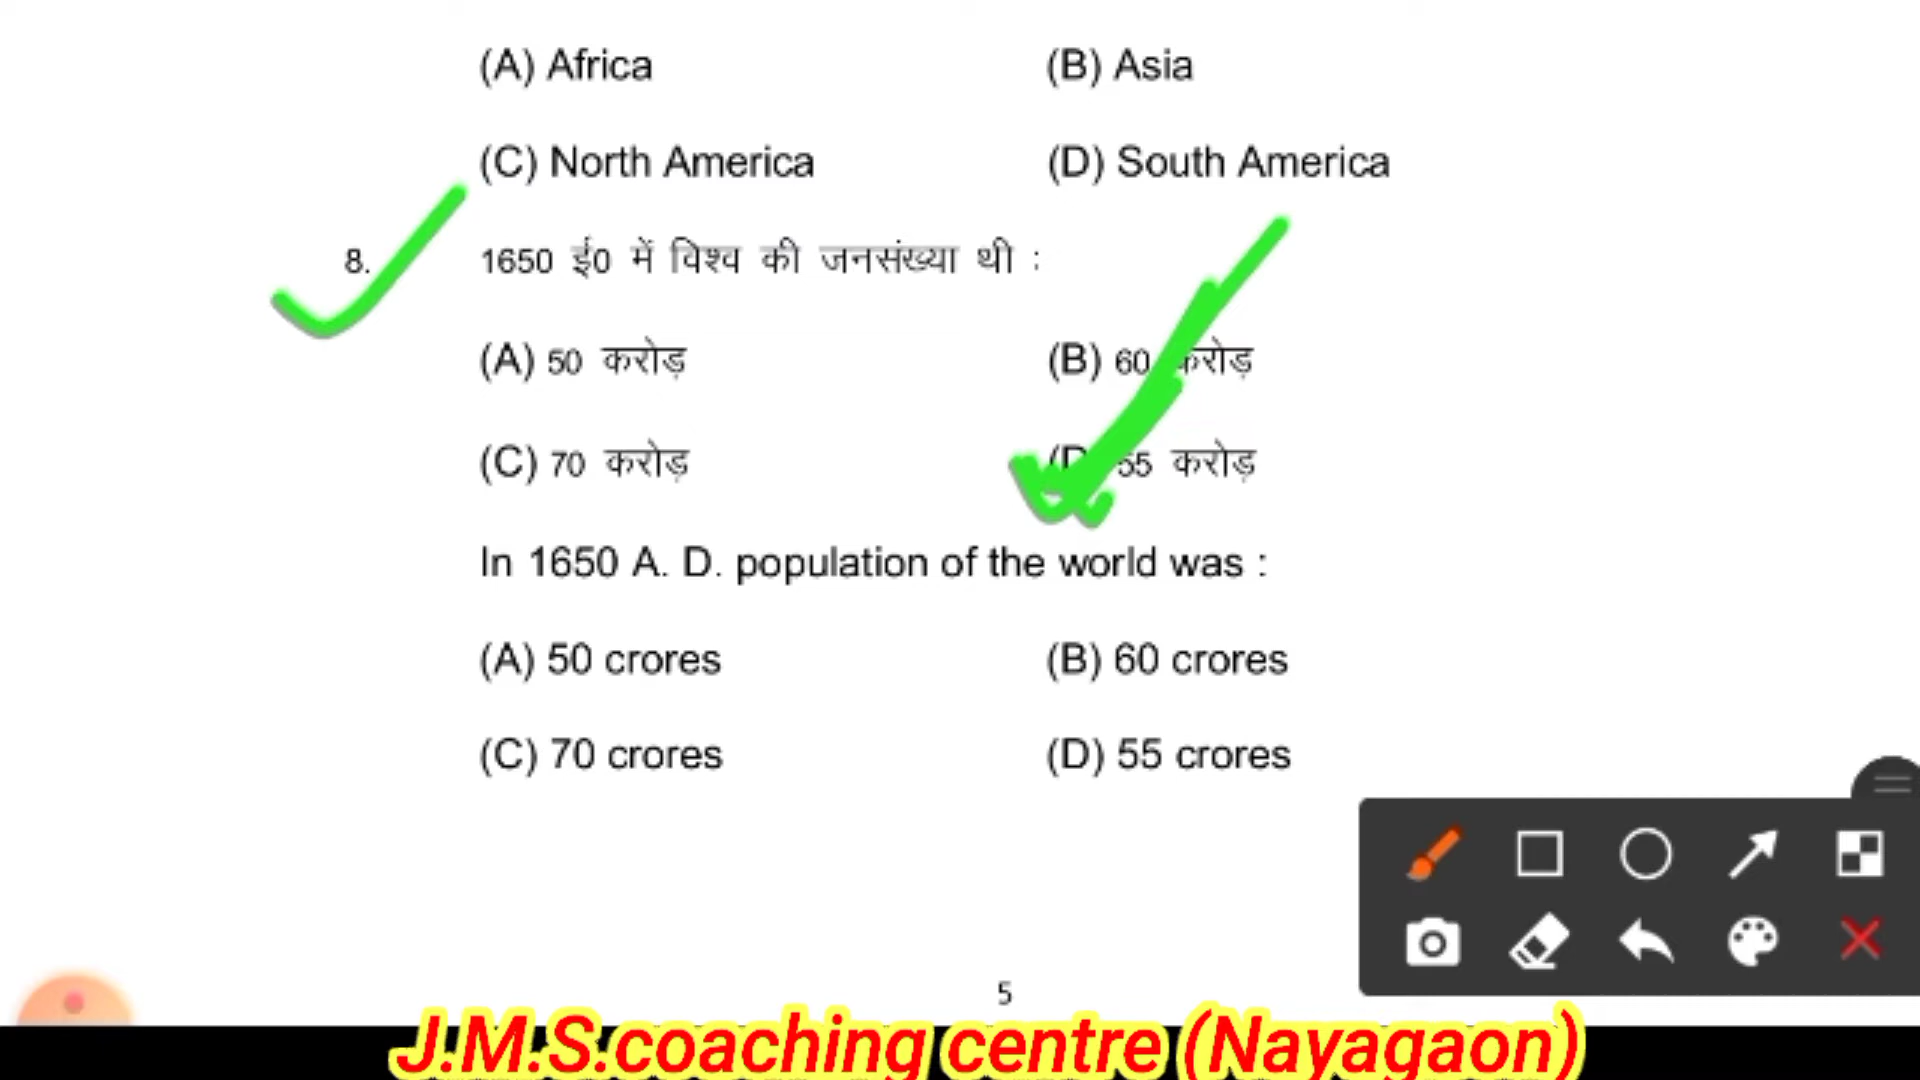 (A) Africa (B) Asia
(C) North America (D) South America
8. 1650 ई0 में विश्व की जनसंख्या थी :
(A) 50 करोड़ (B) 60 करोड़
(C) 70 करोड़ (D) 55 करोड़
In 1650 A. D. population of the world was :
(A) 50 crores (B) 60 crores
(C) 70 crores (D) 55 crores
5
J.M.S.coaching centre (Nayagaon)